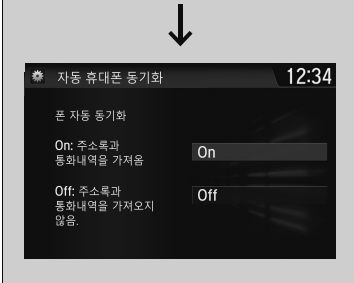 자동 휴대폰 동기화 12:34
폰 자동 동기화
On: 주소록과
통화내역을 가져옴
On
Off: 주소록과
통화내역을 가져오지
않음.
Off